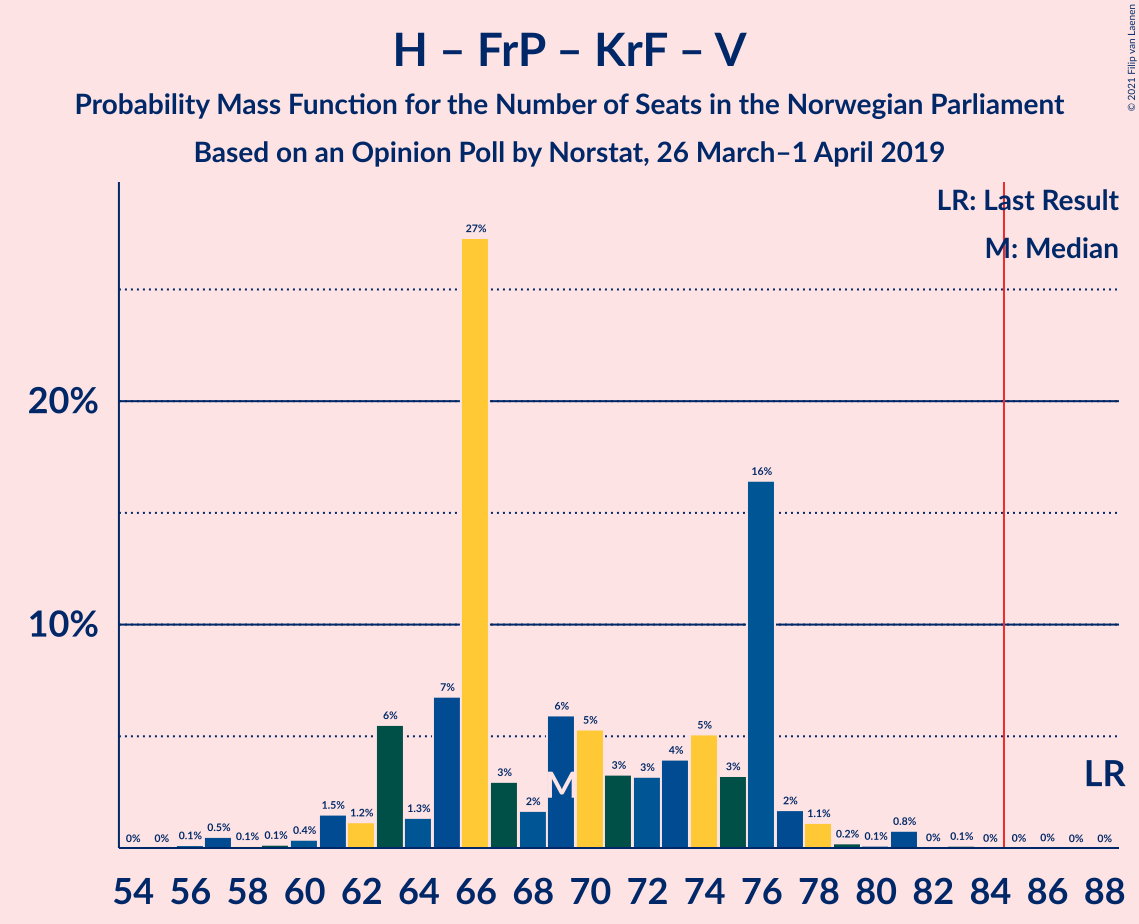 H – FrP – KrF – V
Probability Mass Function for the Number of Seats in the Norwegian Parliament
Based on an Opinion Poll by Norstat, 26 March–1 April 2019
© 2021 Filip van Laenen
LR: Last Result
M: Median
20%
10%
0% 0% 0.1% 0.5% 0.1% 0.1% 0.4% 1.5% 1.2% 6% 1.3% 7% 27% 3% 2% 6% 5% 3% 3% 4% 5% 3% 16% 2% 1.1% 0.2% 0.1% 0.8% 0% 0.1% 0% 0% 0% 0% 0%
M
LR
54 56 58 60 62 64 66 68 70 72 74 76 78 80 82 84 86 88